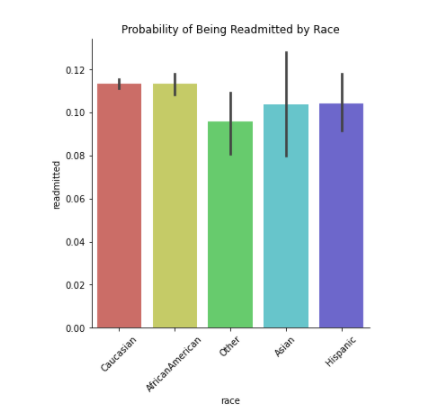 Probability of Being Readmitted by Race
readmitted
0.12
0.10
0.08
0.06
0.04
0.02
0.00
Caucasian
AfricanAmerican
Other
Asian
Hispanic
race